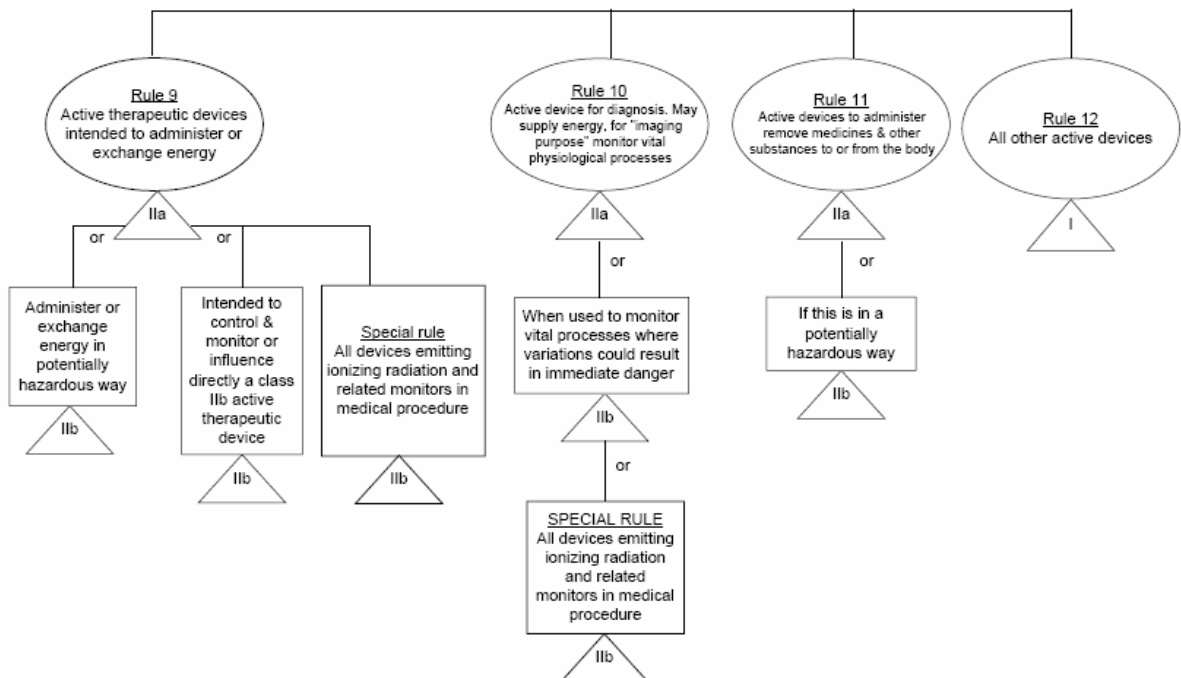 Rule 9
Active therapeutic devices
intended to administer or
exchange energy
IIa
or
or
Administer or
exchange
energy in
potentially
hazardous way
IIb
Intended to
control &
monitor or
influence
directly a class
IIb active
therapeutic
device
IIb
Special rule
All devices emitting
ionizing radiation and
related monitors in
medical procedure
IIb
Rule 10
Active device for diagnosis. May
supply energy, for "imaging
purpose" monitor vital
physiological processes
IIa
or
When used to monitor
vital processes where
variations could result
in immediate danger
IIb
or
SPECIAL RULE
All devices emitting
ionizing radiation
and related
monitors in medical
procedure
IIb
Rule 11
Active devices to administer
remove medicines & other
substances to or from the body
IIa
or
If this is in a
potentially
hazardous way
IIb
Rule 12
All other active devices
I